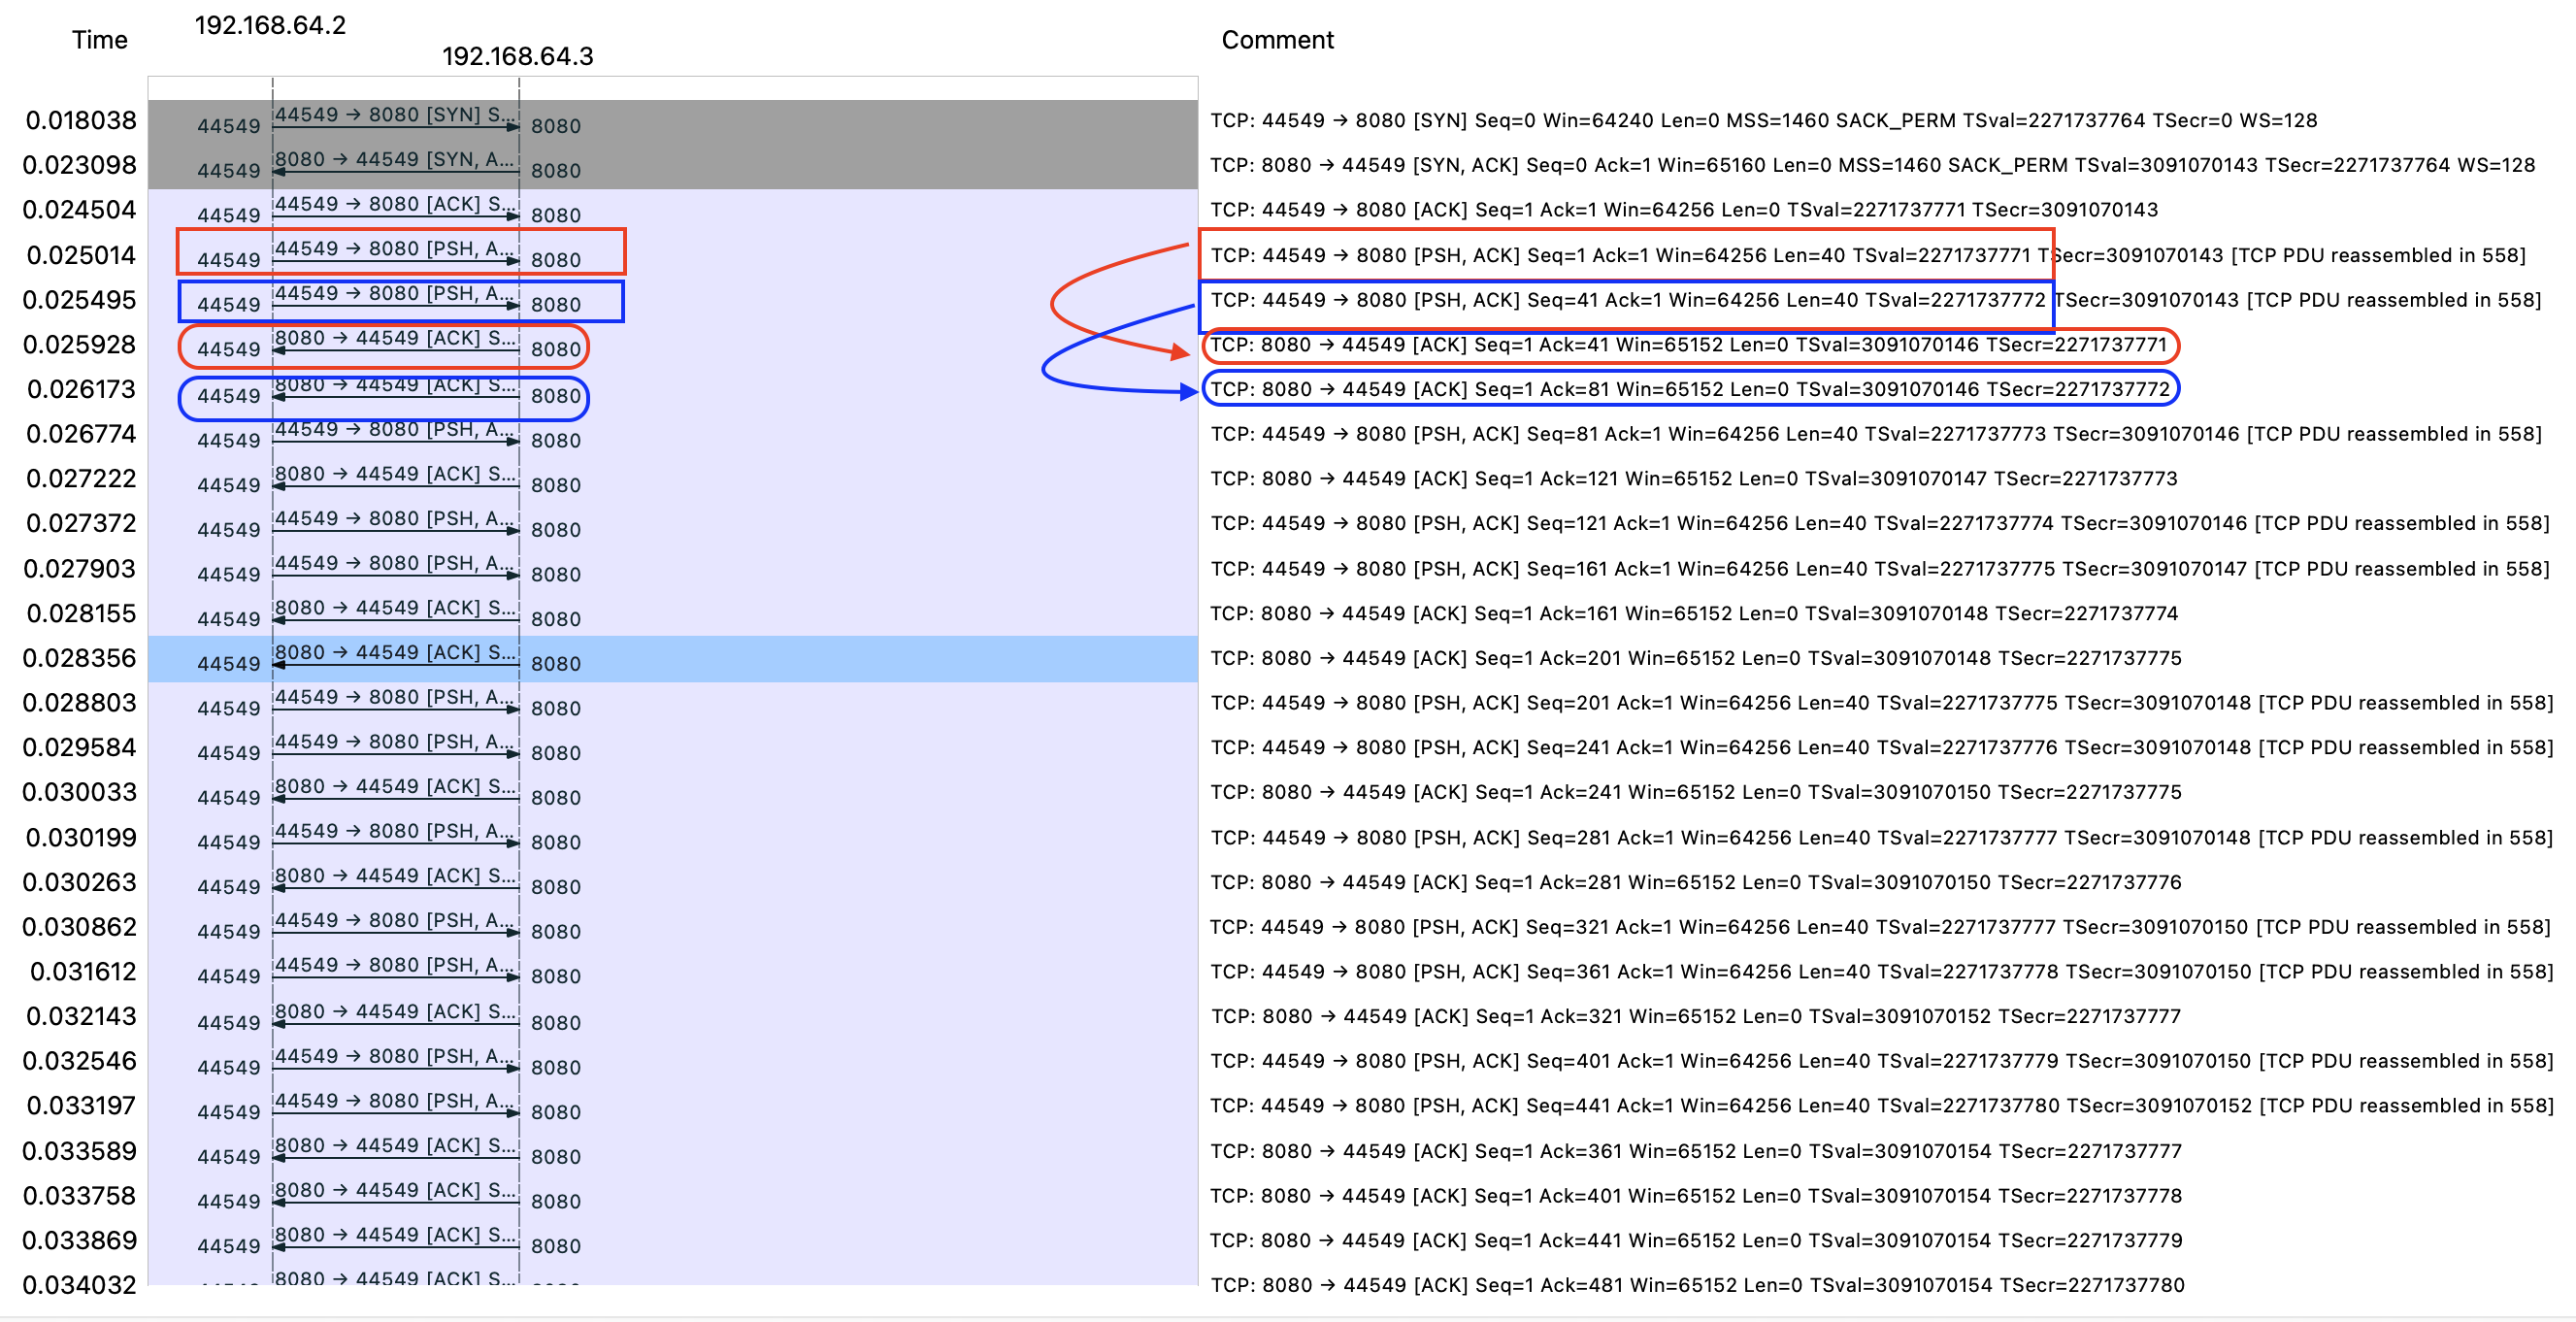 Time 192.168.64.2 192.168.64.3 Comment
0.018038 44549 44549 → 8080 [SYN] S... 8080 TCP: 44549 → 8080 [SYN] Seq=0 Win=64240 Len=0 MSS=1460 SACK_PERM TSval=2271737764 TSecr=0 WS=128
0.023098 44549 8080 → 44549 [SYN, A... 8080 TCP: 8080 → 44549 [SYN, ACK] Seq=0 Ack=1 Win=65160 Len=0 MSS=1460 SACK_PERM TSval=3091070143 TSecr=2271737764 WS=128
0.024504 44549 44549 → 8080 [ACK] S... 8080 TCP: 44549 → 8080 [ACK] Seq=1 Ack=1 Win=64256 Len=0 TSval=2271737771 TSecr=3091070143
0.025014 44549 44549 → 8080 [PSH, A... 8080 TCP: 44549 → 8080 [PSH, ACK] Seq=1 Ack=1 Win=64256 Len=40 TSval=2271737771 TSecr=3091070143 [TCP PDU reassembled in 558]
0.025495 44549 44549 → 8080 [PSH, A... 8080 TCP: 44549 → 8080 [PSH, ACK] Seq=41 Ack=1 Win=64256 Len=40 TSval=2271737772 TSecr=3091070143 [TCP PDU reassembled in 558]
0.025928 44549 8080 → 44549 [ACK] S... 8080 TCP: 8080 → 44549 [ACK] Seq=1 Ack=41 Win=65152 Len=0 TSval=3091070146 TSecr=2271737771
0.026173 44549 8080 → 44549 [ACK] S... 8080 TCP: 8080 → 44549 [ACK] Seq=1 Ack=81 Win=65152 Len=0 TSval=3091070146 TSecr=2271737772
0.026774 44549 44549 → 8080 [PSH, A... 8080 TCP: 44549 → 8080 [PSH, ACK] Seq=81 Ack=1 Win=64256 Len=40 TSval=2271737773 TSecr=3091070146 [TCP PDU reassembled in 558]
0.027222 44549 8080 → 44549 [ACK] S... 8080 TCP: 8080 → 44549 [ACK] Seq=1 Ack=121 Win=65152 Len=0 TSval=3091070147 TSecr=2271737773
0.027372 44549 44549 → 8080 [PSH, A... 8080 TCP: 44549 → 8080 [PSH, ACK] Seq=121 Ack=1 Win=64256 Len=40 TSval=2271737774 TSecr=3091070146 [TCP PDU reassembled in 558]
0.027903 44549 44549 → 8080 [PSH, A... 8080 TCP: 44549 → 8080 [PSH, ACK] Seq=161 Ack=1 Win=64256 Len=40 TSval=2271737775 TSecr=3091070147 [TCP PDU reassembled in 558]
0.028155 44549 8080 → 44549 [ACK] S... 8080 TCP: 8080 → 44549 [ACK] Seq=1 Ack=161 Win=65152 Len=0 TSval=3091070148 TSecr=2271737774
0.028356 44549 8080 → 44549 [ACK] S... 8080 TCP: 8080 → 44549 [ACK] Seq=1 Ack=201 Win=65152 Len=0 TSval=3091070148 TSecr=2271737775
0.028803 44549 44549 → 8080 [PSH, A... 8080 TCP: 44549 → 8080 [PSH, ACK] Seq=201 Ack=1 Win=64256 Len=40 TSval=2271737775 TSecr=3091070148 [TCP PDU reassembled in 558]
0.029584 44549 44549 → 8080 [PSH, A... 8080 TCP: 44549 → 8080 [PSH, ACK] Seq=241 Ack=1 Win=64256 Len=40 TSval=2271737776 TSecr=3091070148 [TCP PDU reassembled in 558]
0.030033 44549 8080 → 44549 [ACK] S... 8080 TCP: 8080 → 44549 [ACK] Seq=1 Ack=241 Win=65152 Len=0 TSval=3091070150 TSecr=2271737775
0.030199 44549 44549 → 8080 [PSH, A... 8080 TCP: 44549 → 8080 [PSH, ACK] Seq=281 Ack=1 Win=64256 Len=40 TSval=2271737777 TSecr=3091070148 [TCP PDU reassembled in 558]
0.030263 44549 8080 → 44549 [ACK] S... 8080 TCP: 8080 → 44549 [ACK] Seq=1 Ack=281 Win=65152 Len=0 TSval=3091070150 TSecr=2271737776
0.030862 44549 44549 → 8080 [PSH, A... 8080 TCP: 44549 → 8080 [PSH, ACK] Seq=321 Ack=1 Win=64256 Len=40 TSval=2271737777 TSecr=3091070150 [TCP PDU reassembled in 558]
0.031612 44549 44549 → 8080 [PSH, A... 8080 TCP: 44549 → 8080 [PSH, ACK] Seq=361 Ack=1 Win=64256 Len=40 TSval=2271737778 TSecr=3091070150 [TCP PDU reassembled in 558]
0.032143 44549 8080 → 44549 [ACK] S... 8080 TCP: 8080 → 44549 [ACK] Seq=1 Ack=321 Win=65152 Len=0 TSval=3091070152 TSecr=2271737777
0.032546 44549 44549 → 8080 [PSH, A... 8080 TCP: 44549 → 8080 [PSH, ACK] Seq=401 Ack=1 Win=64256 Len=40 TSval=2271737779 TSecr=3091070150 [TCP PDU reassembled in 558]
0.033197 44549 44549 → 8080 [PSH, A... 8080 TCP: 44549 → 8080 [PSH, ACK] Seq=441 Ack=1 Win=64256 Len=40 TSval=2271737780 TSecr=3091070152 [TCP PDU reassembled in 558]
0.033589 44549 8080 → 44549 [ACK] S... 8080 TCP: 8080 → 44549 [ACK] Seq=1 Ack=361 Win=65152 Len=0 TSval=3091070154 TSecr=2271737777
0.033758 44549 8080 → 44549 [ACK] S... 8080 TCP: 8080 → 44549 [ACK] Seq=1 Ack=401 Win=65152 Len=0 TSval=3091070154 TSecr=2271737778
0.033869 44549 8080 → 44549 [ACK] S... 8080 TCP: 8080 → 44549 [ACK] Seq=1 Ack=441 Win=65152 Len=0 TSval=3091070154 TSecr=2271737779
0.034032 8080 → 44549 [ACK] S... TCP: 8080 → 44549 [ACK] Seq=1 Ack=481 Win=65152 Len=0 TSval=3091070154 TSecr=2271737780